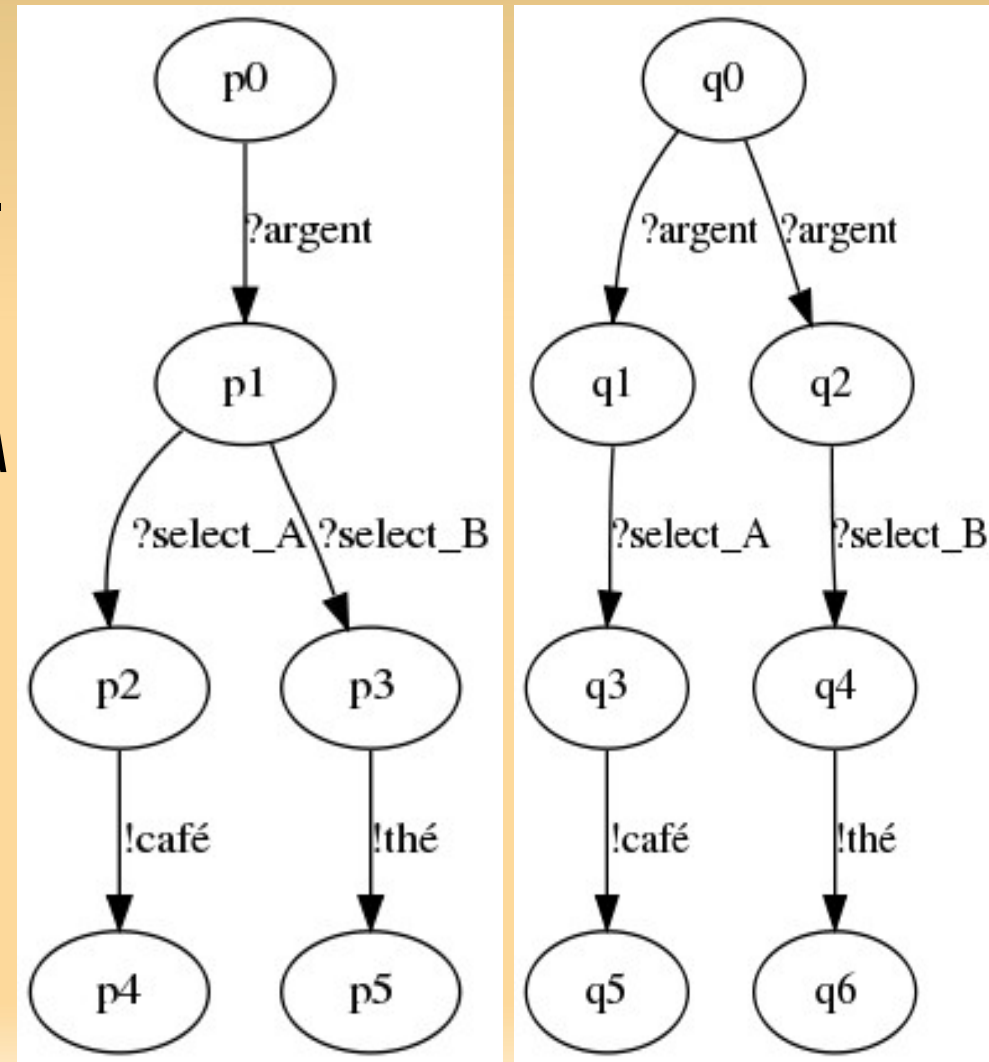 p0
?argent
p1
?select_A ?select_B
p2 p3
!café !thé
p4 p5
q0
?argent ?argent
q1 q2
?select_A ?select_B
q3 q4
!café !thé
q5 q6